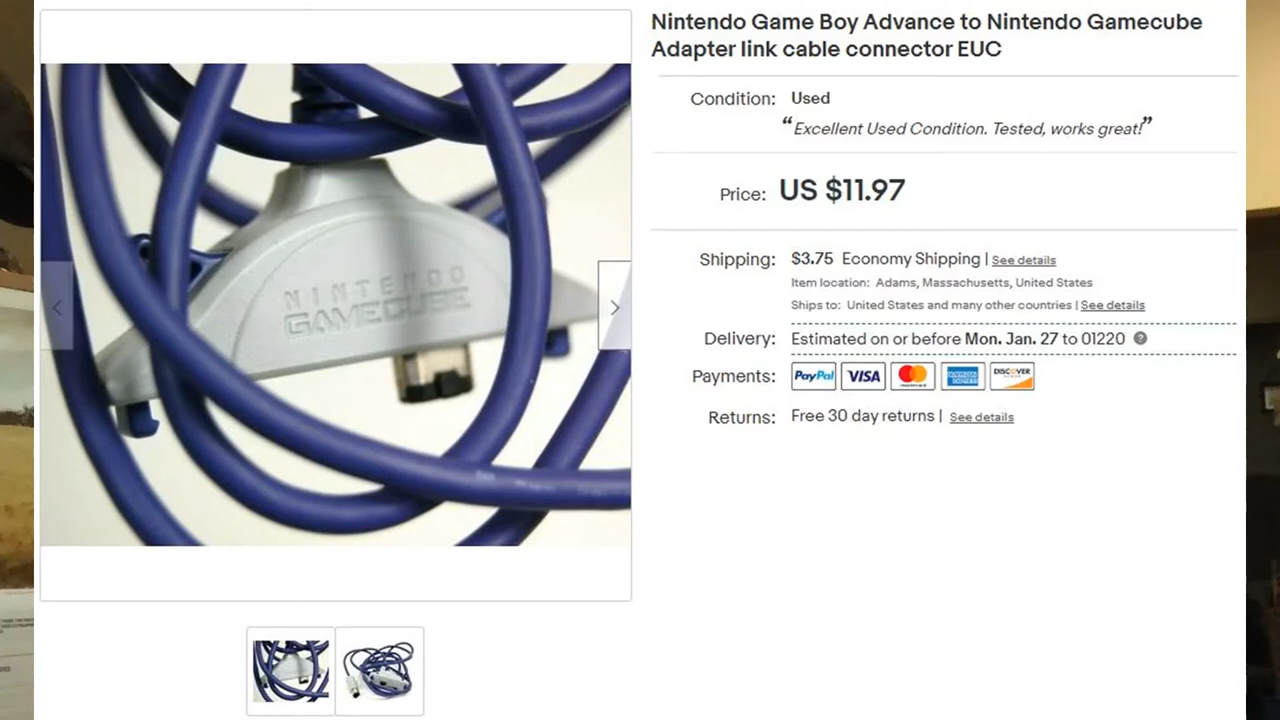 Nintendo Game Boy Advance to Nintendo Gamecube
Adapter link cable connector EUC
Condition: Used
“Excellent Used Condition. Tested, works great!”
Price: US $11.97
Shipping: $3.75 Economy Shipping | See details
Item location: Adams, Massachusetts, United States
Ships to: United States and many other countries | See details
Delivery: Estimated on or before Mon. Jan. 27 to 01220 ?
Payments: PayPal VISA mastercard AMERICAN EXPRESS DISCOVER
Returns: Free 30 day returns | See details
NINTENDO
GAMECUBE